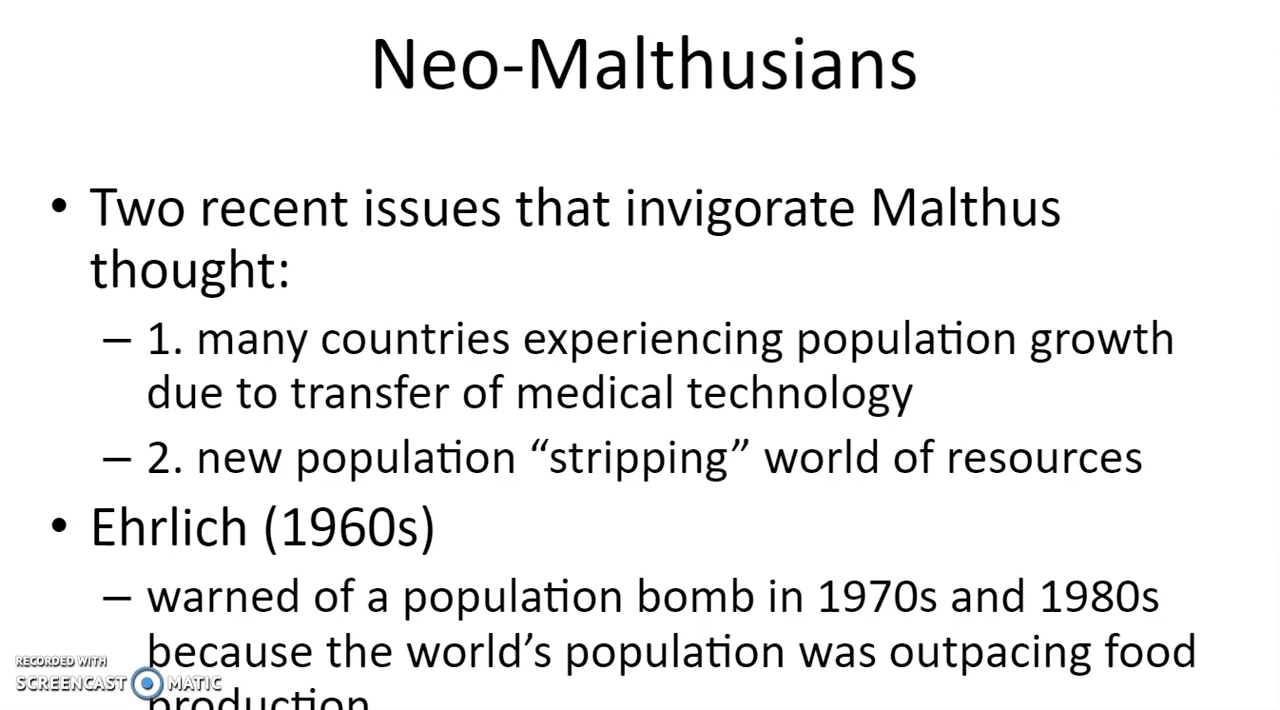 Neo-Malthusians
• Two recent issues that invigorate Malthus
thought:
– 1. many countries experiencing population growth
due to transfer of medical technology
– 2. new population “stripping” world of resources
• Ehrlich (1960s)
– warned of a population bomb in 1970s and 1980s
because the world’s population was outpacing food
production
RECORDED WITH
SCREENCAST MATIC